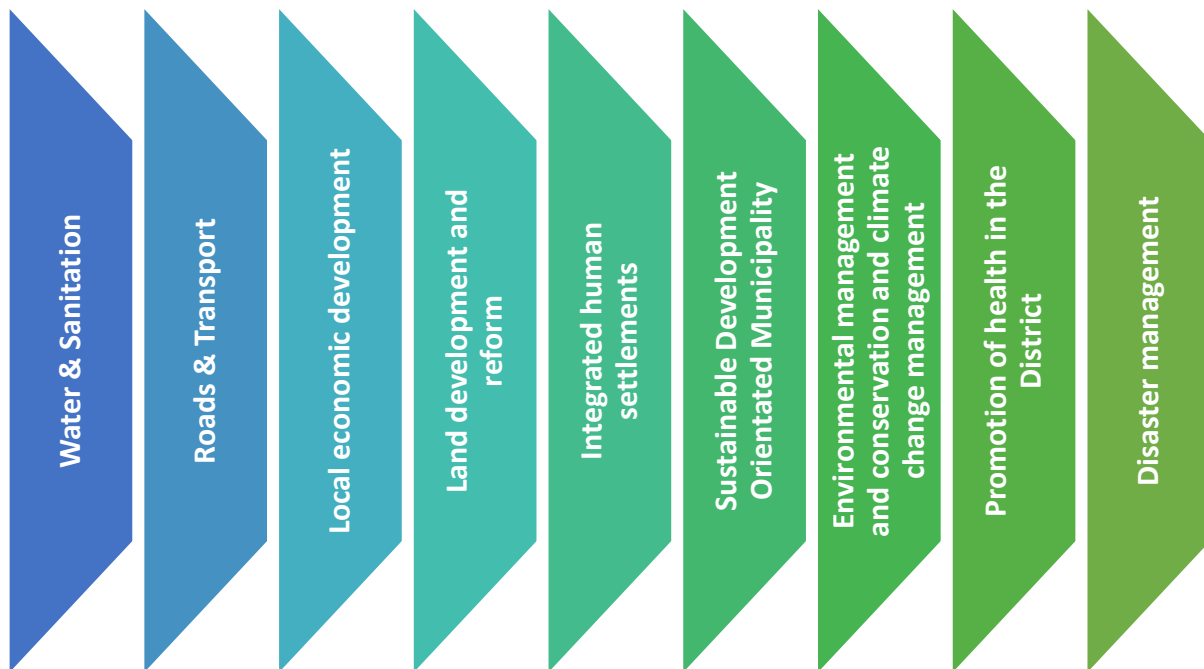 Water & Sanitation
Roads & Transport
Local economic development
Land development and
reform
Integrated human
settlements
Sustainable Development
Orientated Municipality
Environmental management
and conservation and climate
change management
Promotion of health in the
District
Disaster management